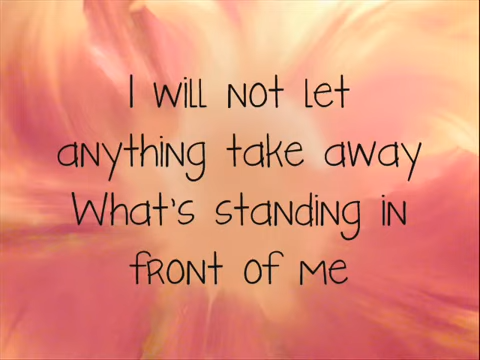 I will not let
anything take away
What's standing in
front of me